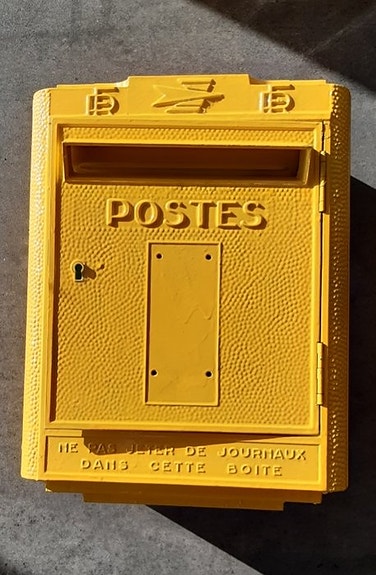 POSTES
NE PAS JETER DE JOURNAUX
DANS CETTE BOITE